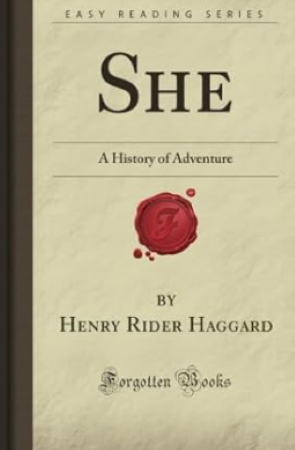 EASY READING SERIES
SHE
A History of Adventure
F
by
HENRY RIDER HAGGARD
Forgotten Books